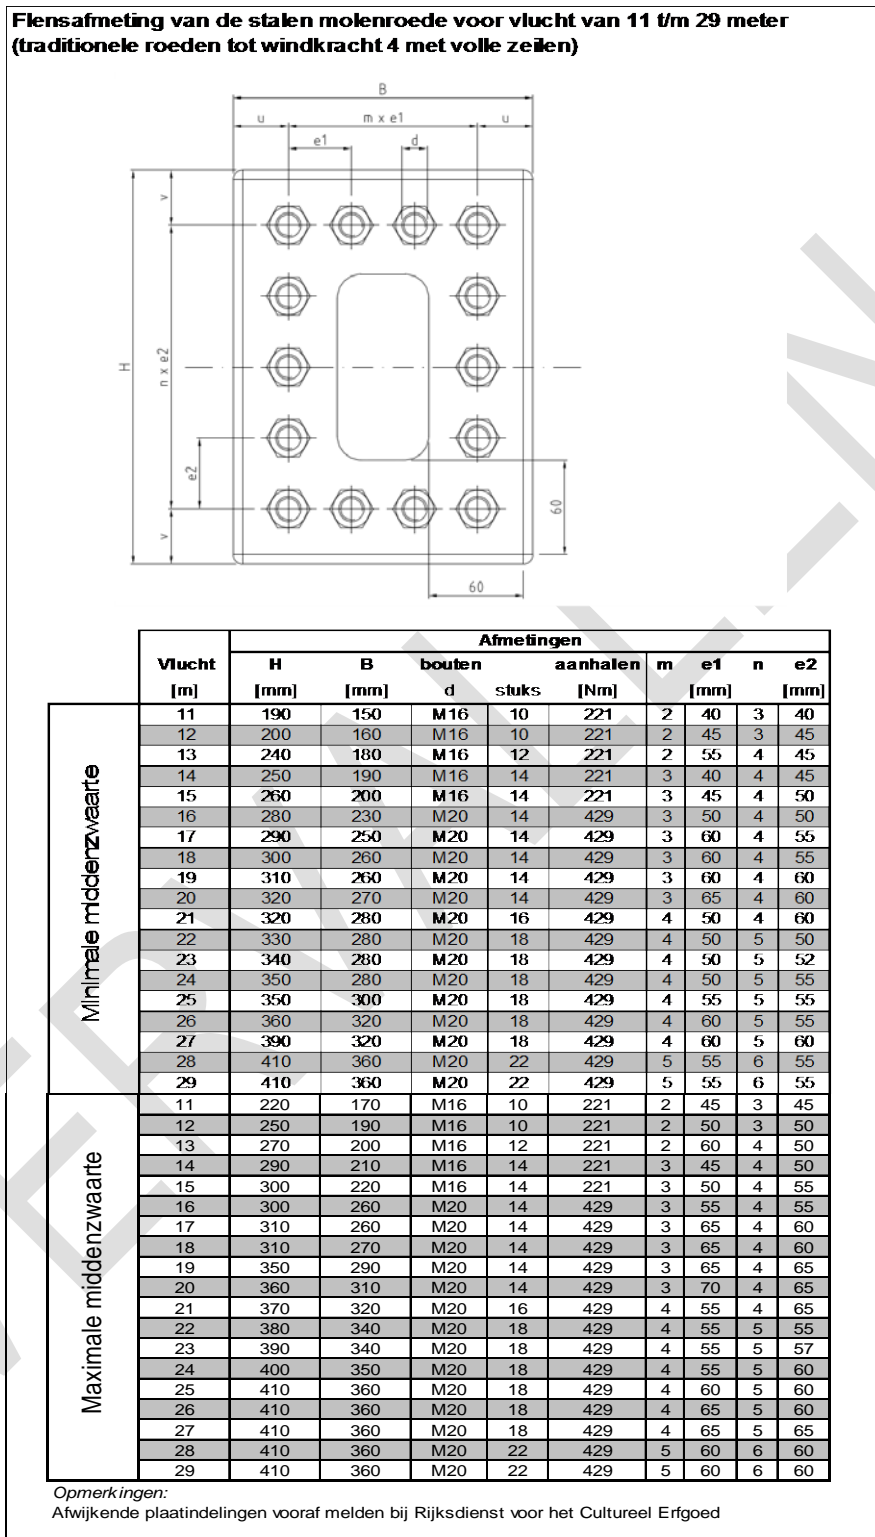 Flensafmeting van de stalen molenroede voor vlucht van 11 t/m 29 meter
(traditionele roeden tot windkracht 4 met volle zeilen)
B
u m x e1 u
e1 d
v
H
n x e2
e2
v
60
60
Afmetingen
Vlucht H B bouten aanhalen m e1 n e2
[m] [mm] [mm] d stuks [Nm] [mm] [mm]
Minimale middenzwaarte
11 190 150 M16 10 221 2 40 3 40
12 200 160 M16 10 221 2 45 3 45
13 240 180 M16 12 221 2 55 4 45
14 250 190 M16 14 221 3 40 4 45
15 260 200 M16 14 221 3 45 4 50
16 280 230 M20 14 429 3 50 4 50
17 290 250 M20 14 429 3 60 4 55
18 300 260 M20 14 429 3 60 4 55
19 310 260 M20 14 429 3 60 4 60
20 320 270 M20 14 429 3 65 4 60
21 320 280 M20 16 429 4 50 4 60
22 330 280 M20 18 429 4 50 5 50
23 340 280 M20 18 429 4 50 5 52
24 350 280 M20 18 429 4 50 5 55
25 350 300 M20 18 429 4 55 5 55
26 360 320 M20 18 429 4 60 5 55
27 390 320 M20 18 429 4 60 5 60
28 410 360 M20 22 429 5 55 6 55
29 410 360 M20 22 429 5 55 6 55
Maximale middenzwaarte
11 220 170 M16 10 221 2 45 3 45
12 250 190 M16 10 221 2 50 3 50
13 270 200 M16 12 221 2 60 4 50
14 290 210 M16 14 221 3 45 4 50
15 300 220 M16 14 221 3 50 4 55
16 300 260 M20 14 429 3 55 4 55
17 310 260 M20 14 429 3 65 4 60
18 310 270 M20 14 429 3 65 4 60
19 350 290 M20 14 429 3 65 4 65
20 360 310 M20 14 429 3 70 4 65
21 370 320 M20 16 429 4 55 4 65
22 380 340 M20 18 429 4 55 5 55
23 390 340 M20 18 429 4 55 5 57
24 400 350 M20 18 429 4 55 5 60
25 410 360 M20 18 429 4 60 5 60
26 410 360 M20 18 429 4 65 5 60
27 410 360 M20 18 429 4 65 5 65
28 410 360 M20 22 429 5 60 6 60
29 410 360 M20 22 429 5 60 6 60
Opmerkingen:
Afwijkende plaatindelingen vooraf melden bij Rijksdienst voor het Cultureel Erfgoed